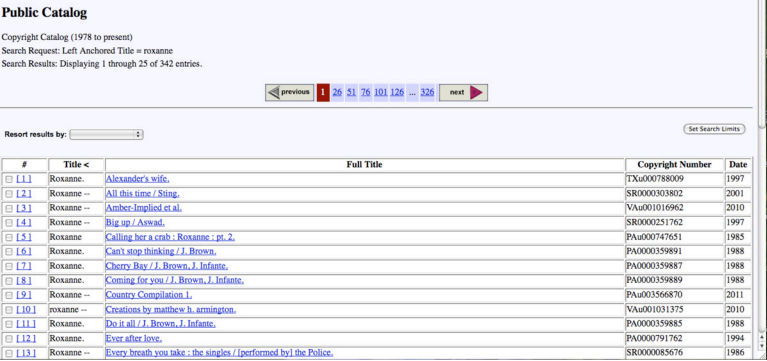 Public Catalog
Copyright Catalog (1978 to present)
Search Request: Left Anchored Title = roxanne
Search Results: Displaying 1 through 25 of 342 entries.
previous 1 26 51 76 101 126 ... 326 next
Resort results by:
Set Search Limits
# Title < Full Title Copyright Number Date
[ 1 ] Roxanne. Alexander's wife. TXu000788009 1997
[ 2 ] Roxanne -- All this time / Sting. SR0000303802 2001
[ 3 ] Roxanne -- Amber-Implied et al. VAu001016962 2010
[ 4 ] Roxanne -- Big up / Aswad. SR0000251762 1997
[ 5 ] Roxanne Calling her a crab : Roxanne : pt. 2. PAu000747651 1985
[ 6 ] Roxanne. Can't stop thinking / J. Brown. PA0000359891 1988
[ 7 ] Roxanne. Cherry Bay / J. Brown, J. Infante. PA0000359887 1988
[ 8 ] Roxanne. Coming for you / J. Brown, J. Infante. PA0000359889 1988
[ 9 ] Roxanne -- Country Compilation 1. PAu003566870 2011
[ 10 ] roxanne -- Creations by matthew h. armington. VAu001031375 2010
[ 11 ] Roxanne. Do it all / J. Brown, J. Infante. PA0000359885 1988
[ 12 ] Roxanne. Ever after love. PA0000791762 1994
[ 13 ] Roxanne -- Every breath you take : the singles / [performed by] the Police. SR0000085676 1986